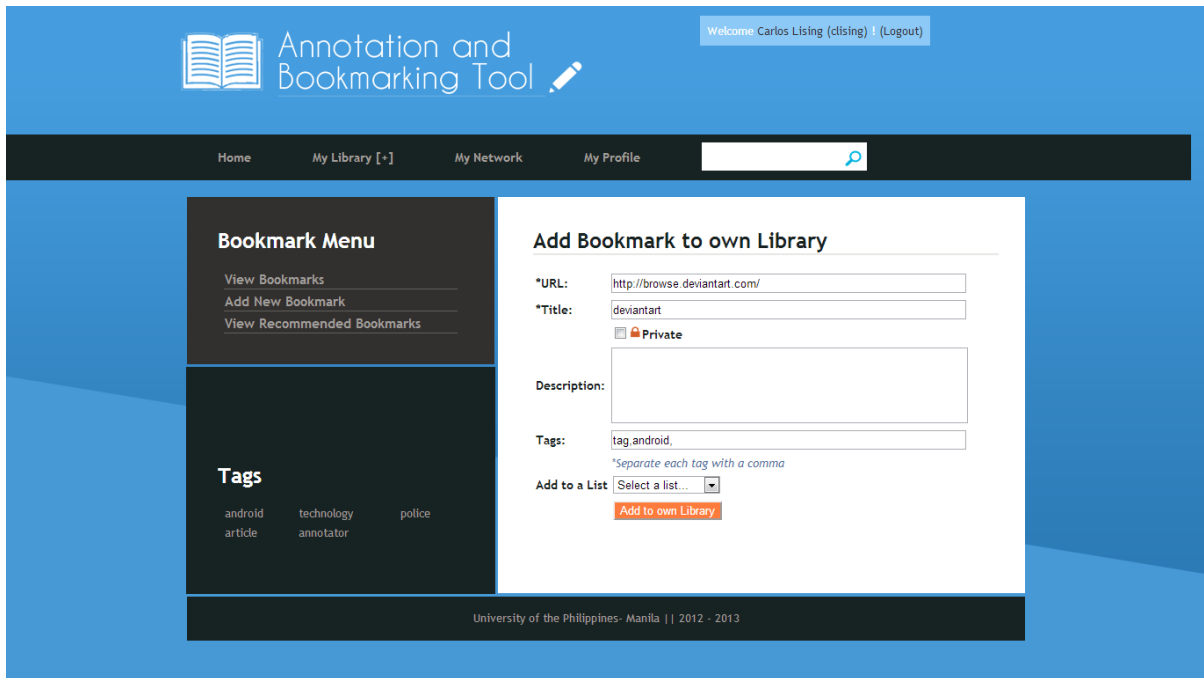 Annotation and
Bookmarking Tool
Welcome Carlos Lising (clising) ! (Logout)
Home My Library [+] My Network My Profile
Bookmark Menu
View Bookmarks
Add New Bookmark
View Recommended Bookmarks
Tags
android technology police
article annotator
Add Bookmark to own Library
*URL: http://browse.deviantart.com/
*Title: deviantart
Private
Description:
Tags: tag,android,
*Separate each tag with a comma
Add to a List Select a list...
Add to own Library
University of the Philippines- Manila || 2012 - 2013